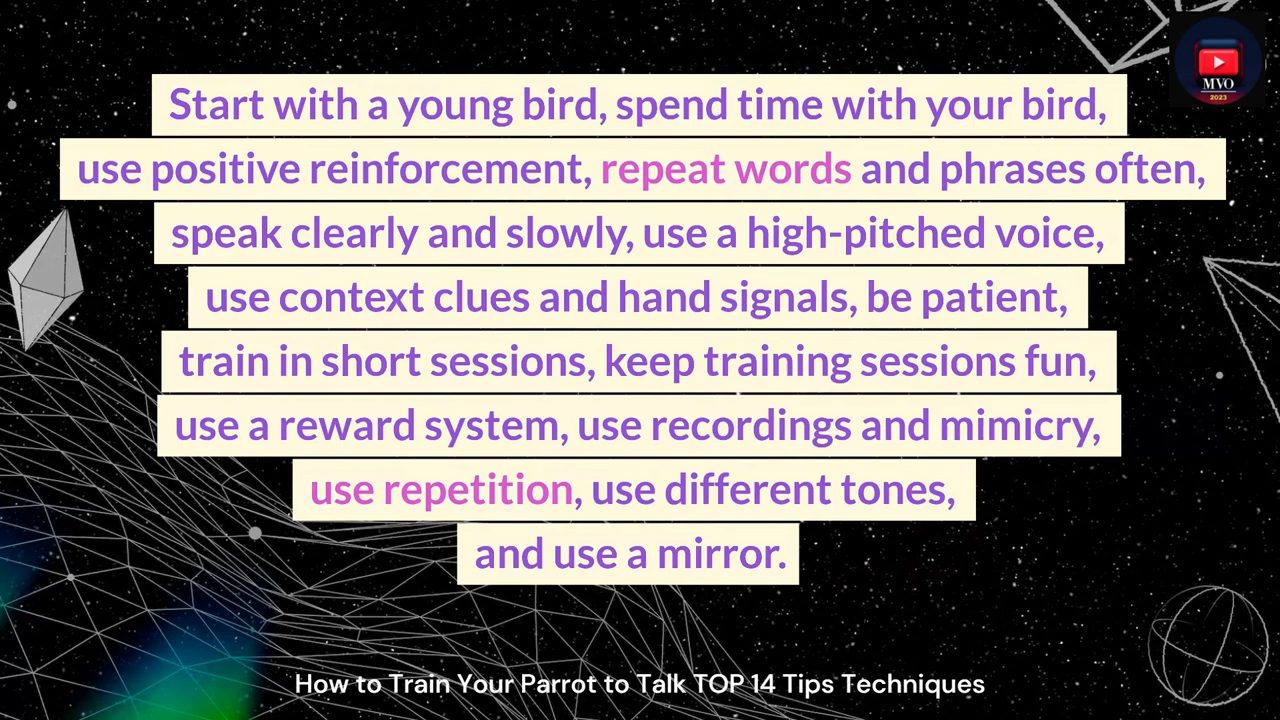 MVO
2023
Start with a young bird, spend time with your bird,
use positive reinforcement, repeat words and phrases often,
speak clearly and slowly, use a high-pitched voice,
use context clues and hand signals, be patient,
train in short sessions, keep training sessions fun,
use a reward system, use recordings and mimicry,
use repetition, use different tones,
and use a mirror.
How to Train Your Parrot to Talk TOP 14 Tips Techniques